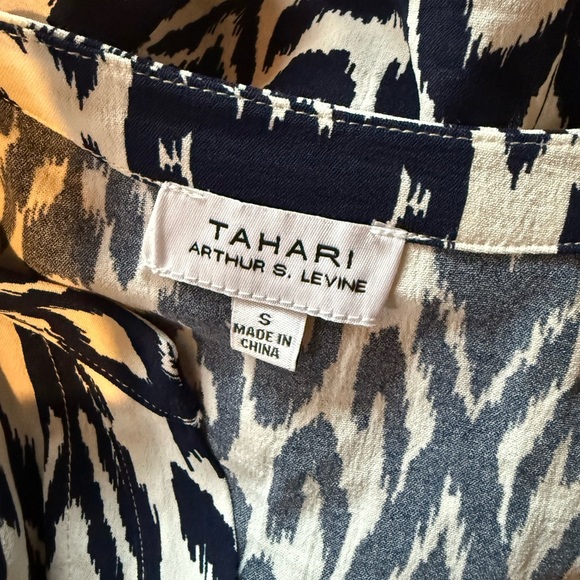 TAHARI
ARTHUR S. LEVINE
S
MADE IN
CHINA